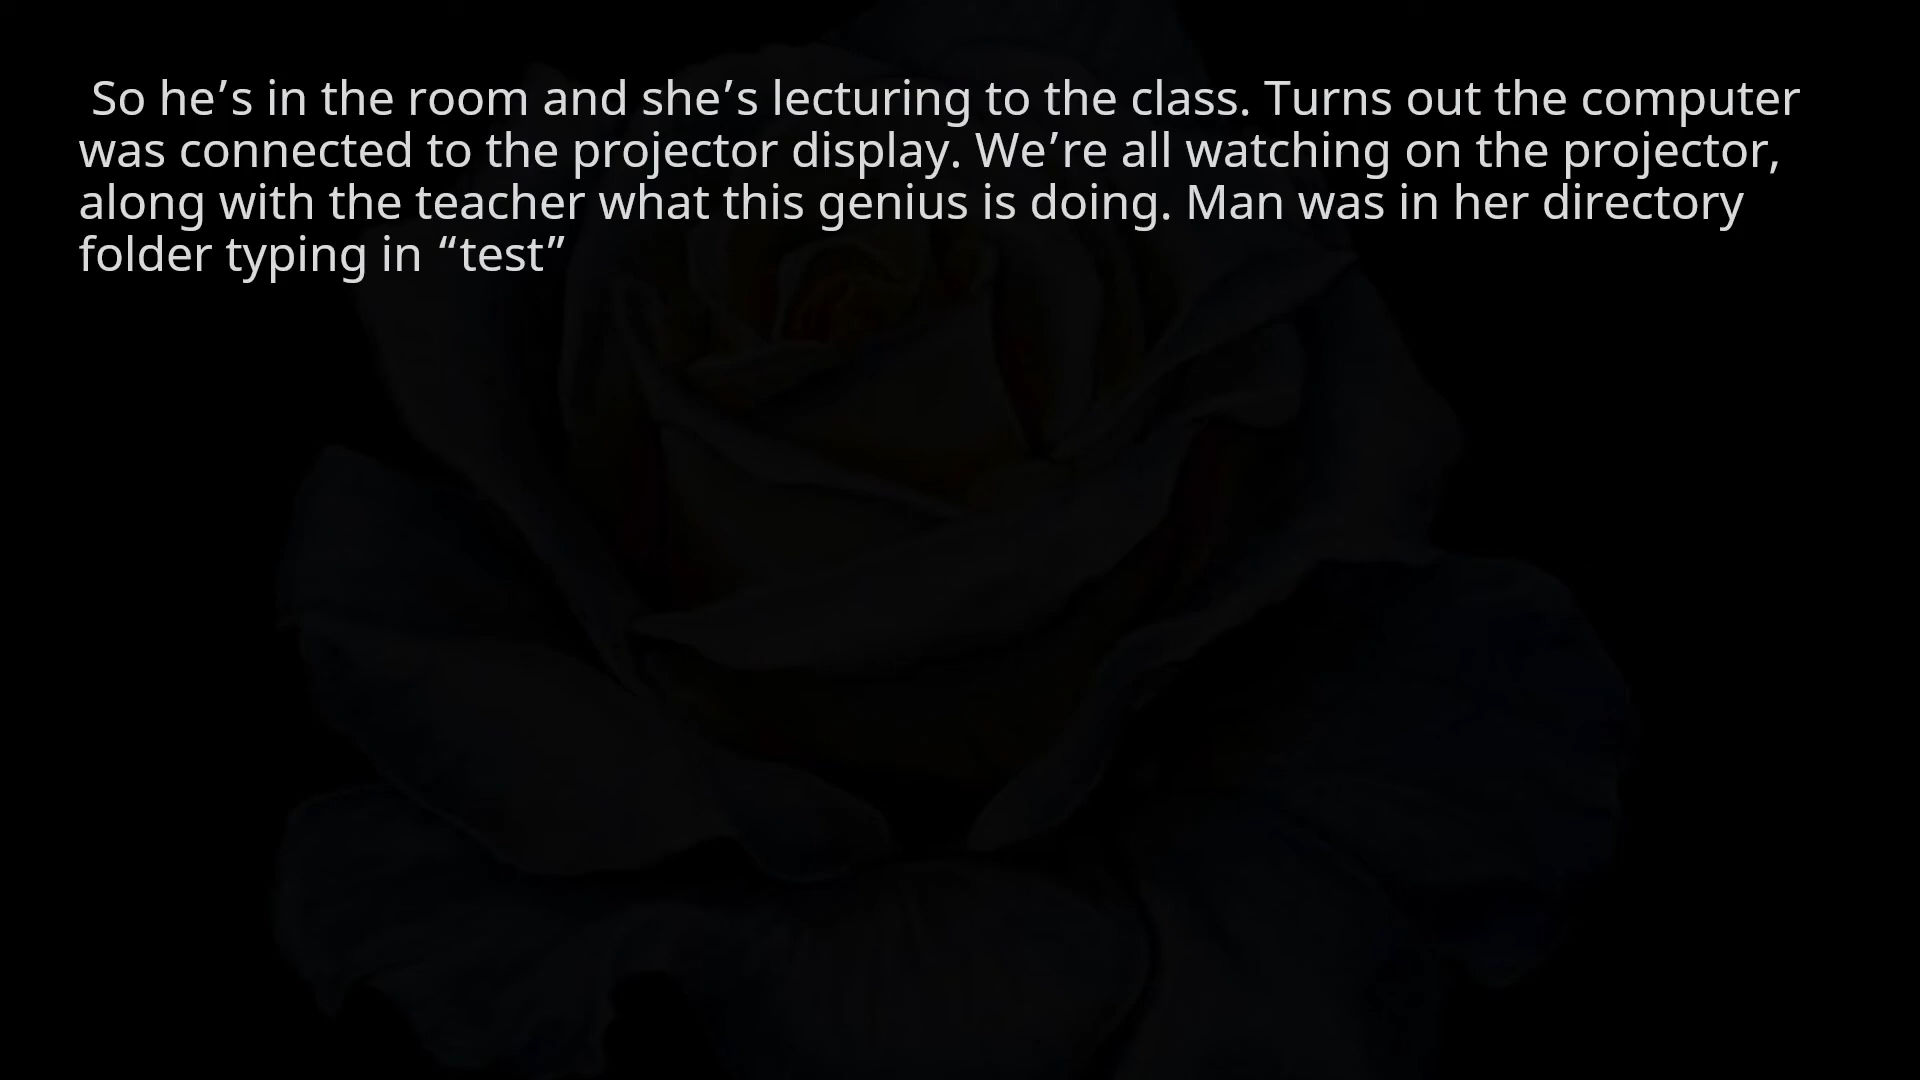 So he’s in the room and she’s lecturing to the class. Turns out the computer
was connected to the projector display. We’re all watching on the projector,
along with the teacher what this genius is doing. Man was in her directory
folder typing in “test”